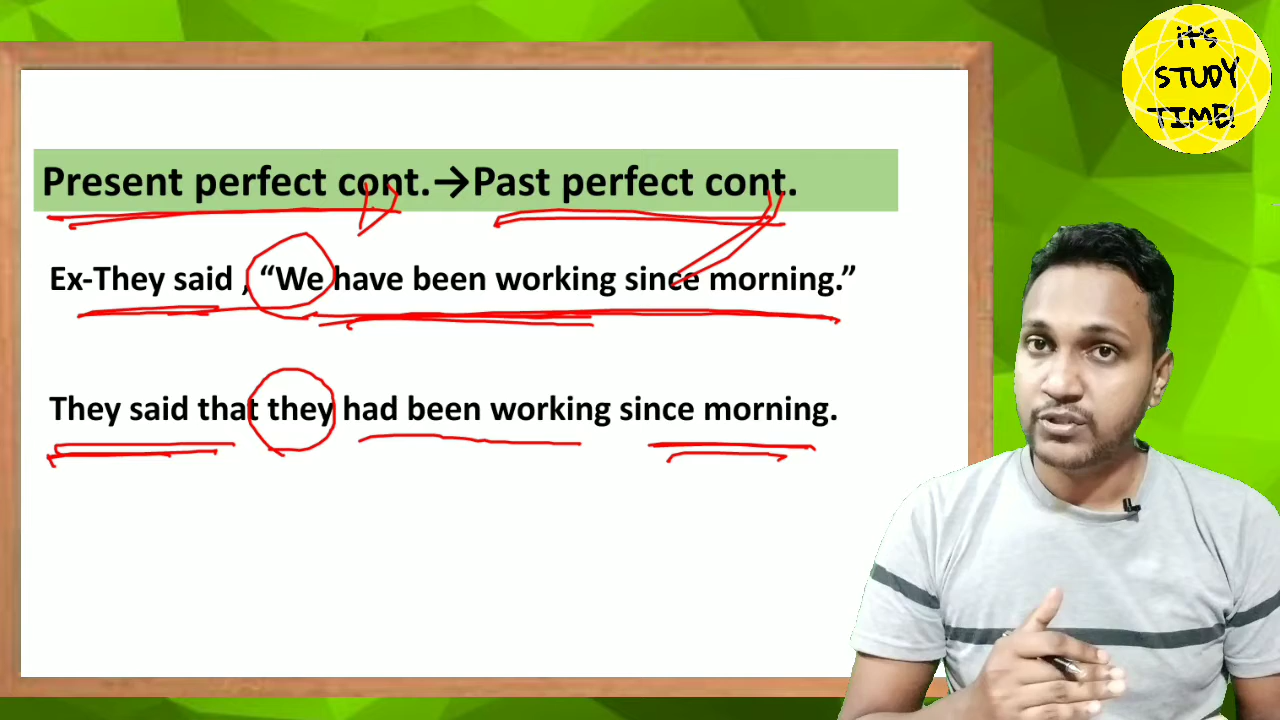 it's
STUDY
TIME!
Present perfect cont.→Past perfect cont.
Ex-They said , “We have been working since morning.”
They said that they had been working since morning.